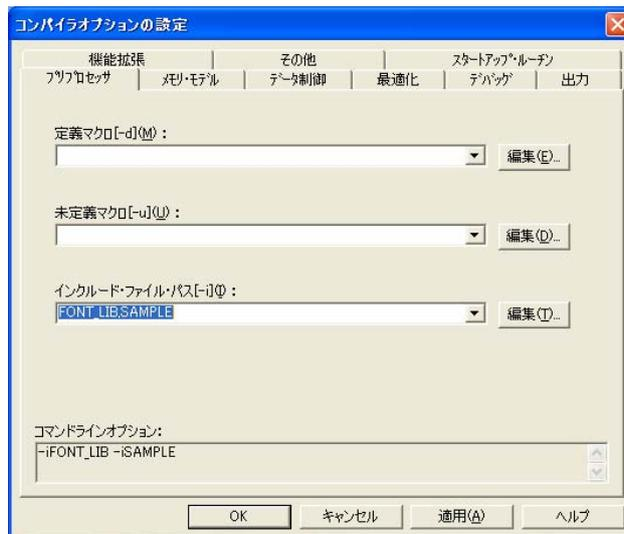 コンパイラオプションの設定
機能拡張 その他 スタートアップ・ルーチン
プリプロセッサ メモリ・モデル データ制御 最適化 デバッグ 出力
定義マクロ[-d](M)：
編集(E)...
未定義マクロ[-u](U)：
編集(D)...
インクルード・ファイル・パス[-i](I)：
FONT_LIB,SAMPLE 編集(T)...
コマンドラインオプション:
-iFONT_LIB -iSAMPLE
OK キャンセル 適用(A) ヘルプ